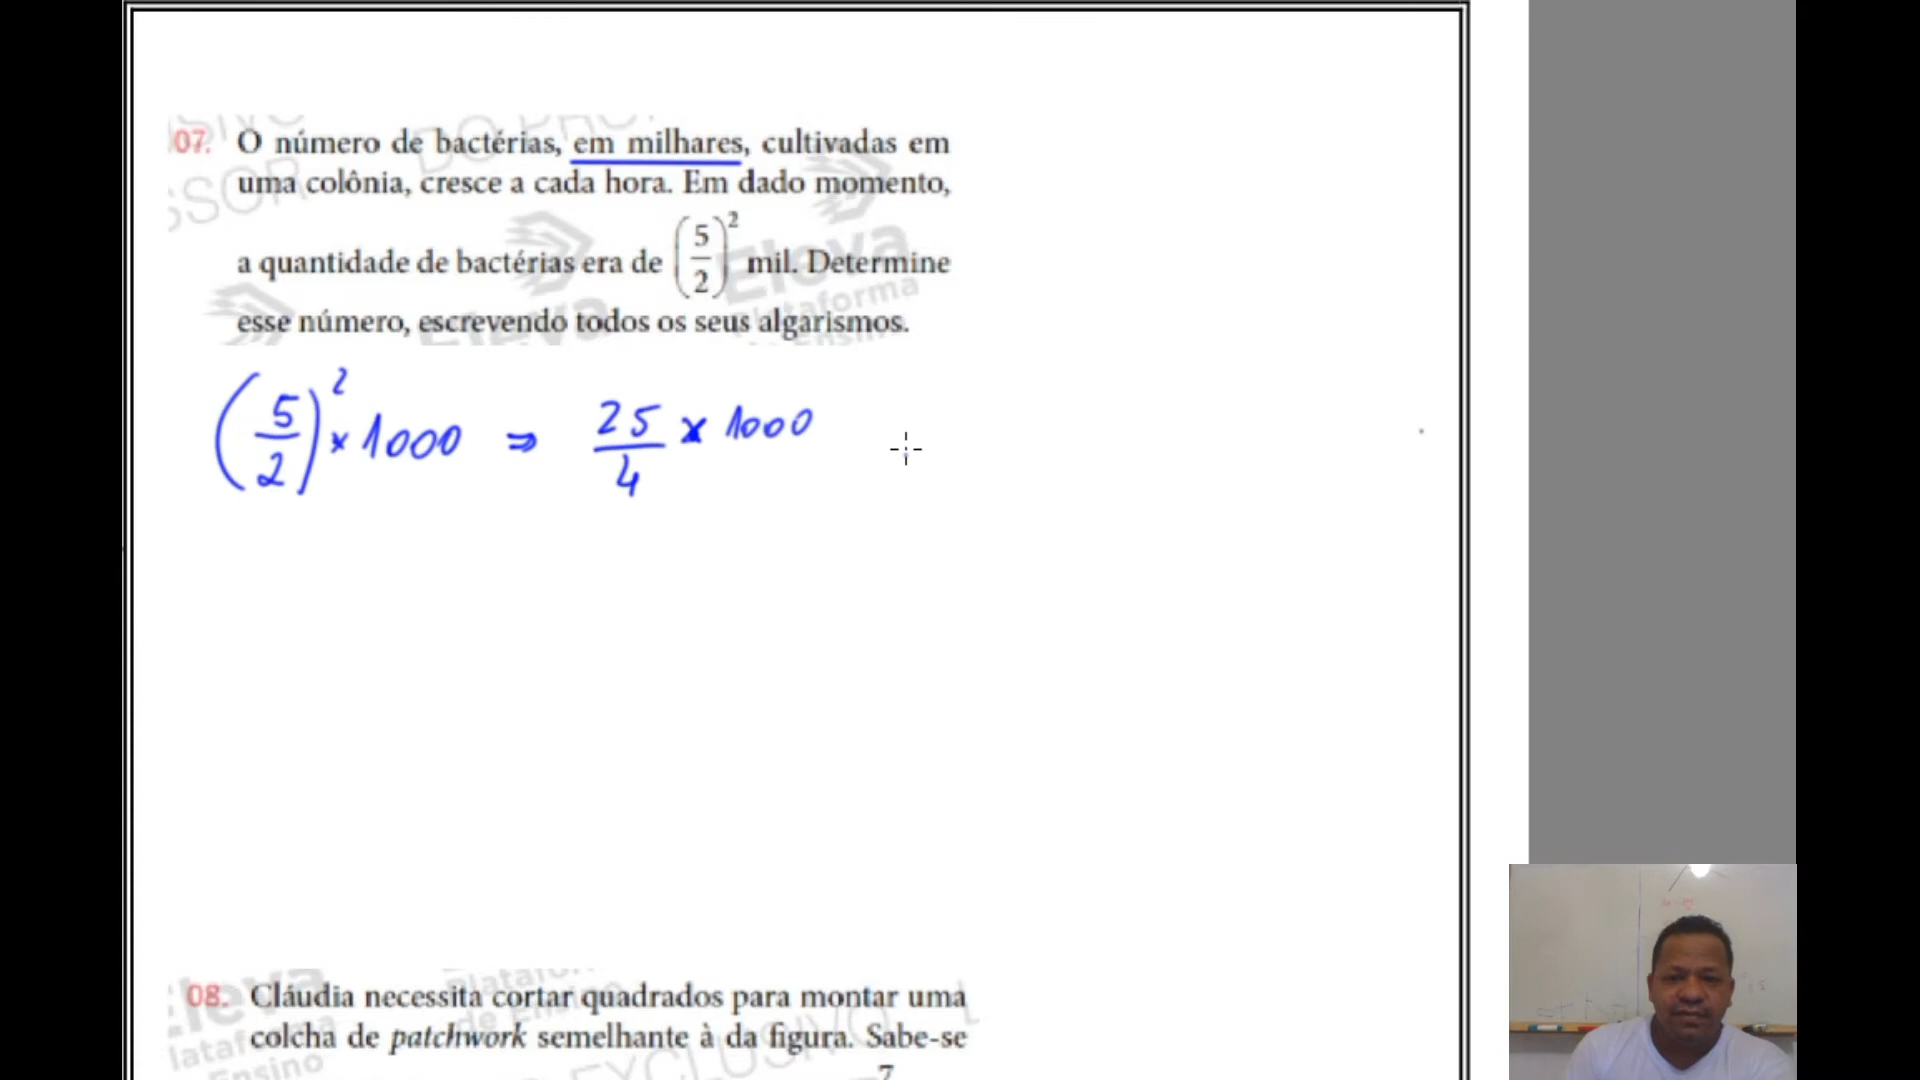 07. O número de bactérias, em milhares, cultivadas em
uma colônia, cresce a cada hora. Em dado momento,
a quantidade de bactérias era de (5/2)² mil. Determine
esse número, escrevendo todos os seus algarismos.
(5/2)² × 1000 ⇒ 25/4 × 1000
08. Cláudia necessita cortar quadrados para montar uma
colcha de patchwork semelhante à da figura. Sabe-se
7